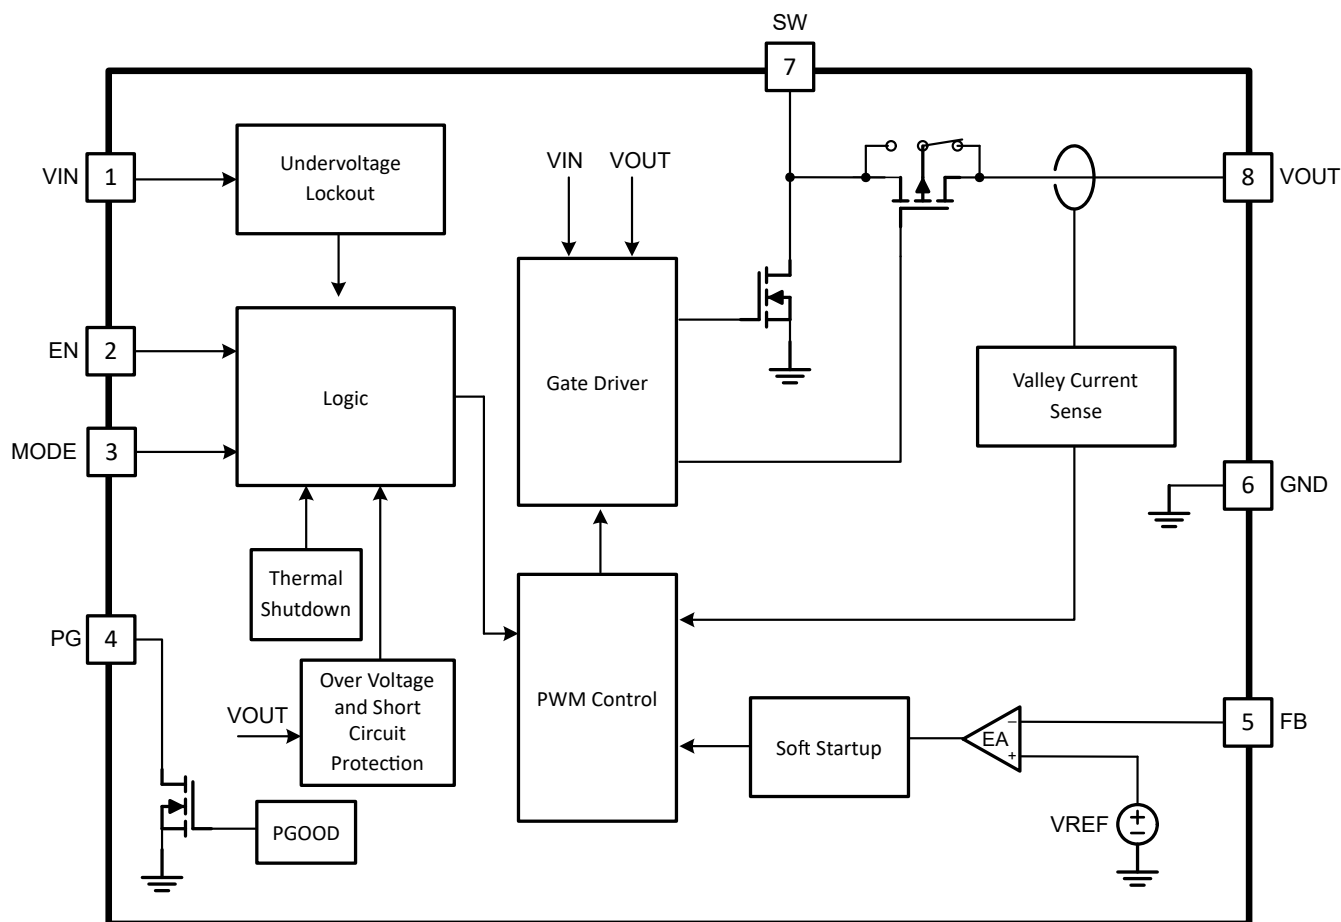 SW
7
VIN
1
Undervoltage
Lockout
VIN
VOUT
8
VOUT
EN
2
Logic
Gate Driver
Valley Current
Sense
MODE
3
6
GND
Thermal
Shutdown
PG
4
Over Voltage
and Short
Circuit
Protection
VOUT
PWM Control
Soft Startup
EA
−
+
5
FB
VREF
+
−
PGOOD